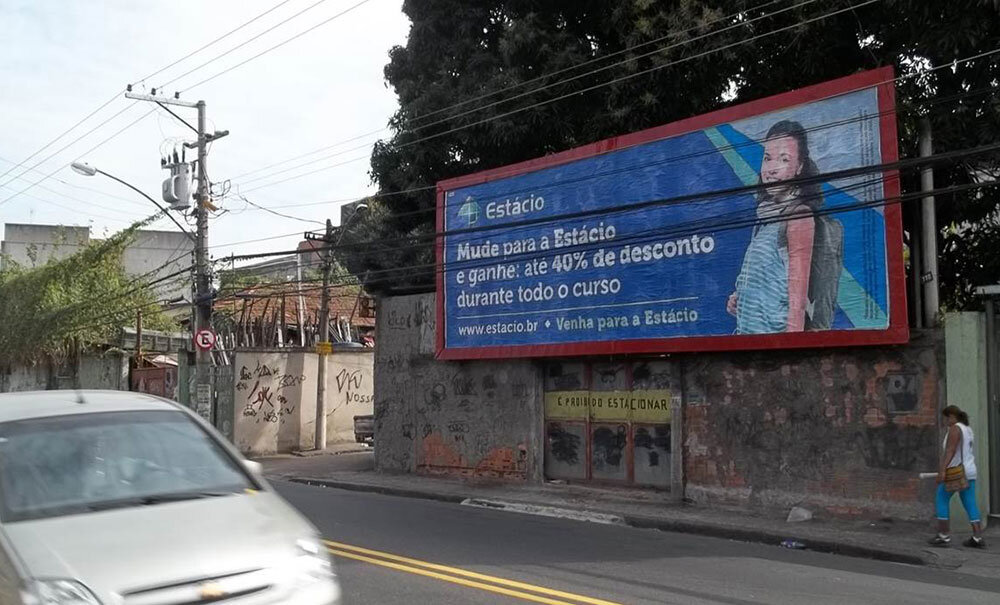 Estácio
Mude para a Estácio
e ganhe: até 40% de desconto
durante todo o curso
www.estacio.br • Venha para a Estácio
É PROIBIDO ESTACIONAR
E